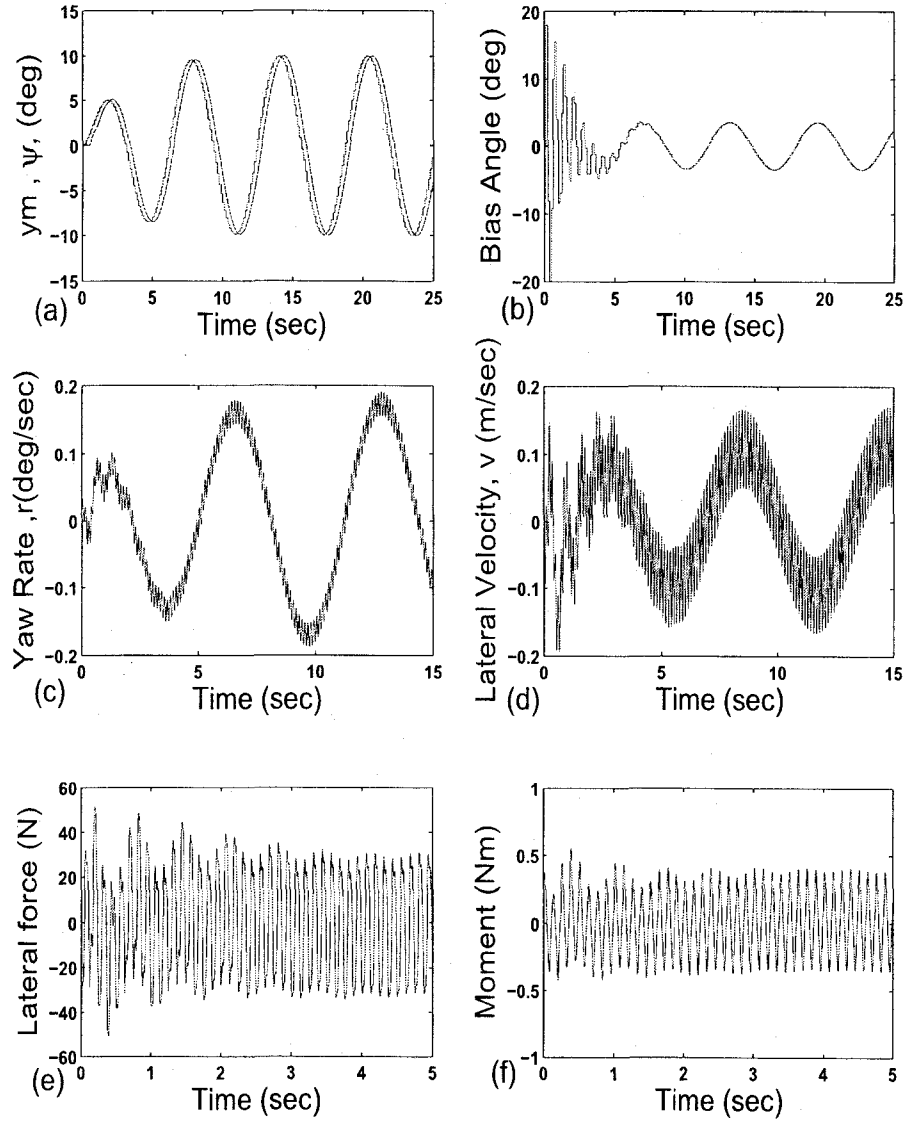 15
10
5
0
−5
−10
−15
ym , Ψ, (deg)
0 5 10 15 20 25
(a) Time (sec)
20
10
0
−10
−20
Bias Angle (deg)
0 5 10 15 20 25
(b) Time (sec)
0.2
0.1
0
−0.1
−0.2
Yaw Rate ,r(deg/sec)
0 5 10 15
(c) Time (sec)
0.2
0.1
0
−0.1
−0.2
Lateral Velocity, v (m/sec)
0 5 10 15
(d) Time (sec)
60
40
20
0
−20
−40
−60
Lateral force (N)
0 1 2 3 4 5
(e) Time (sec)
1
0.5
0
−0.5
−1
Moment (Nm)
0 1 2 3 4 5
(f) Time (sec)